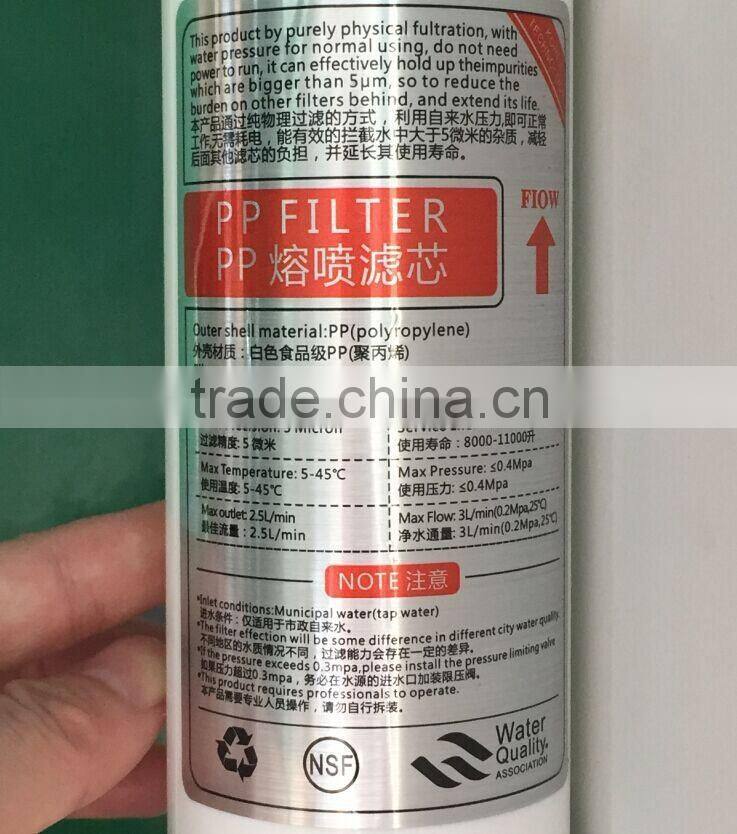 This product by purely physical fultration, with
water pressure for normal using, do not need
power to run, it can effectively hold up theimpurities
which are bigger than 5μm, so to reduce the
burden on other filters behind, and extend its life.
本产品通过纯物理过滤的方式，利用自来水压力,即可正常
工作,无需耗电，能有效的拦截水中大于5微米的杂质，减轻
后面其他滤芯的负担，并延长其使用寿命。
PP FILTER
PP 熔喷滤芯
FIOW
Outer shell material:PP(polyropylene)
外壳材质：白色食品级PP(聚丙烯)
trade.china.cn
5 Micron
过滤精度: 5 微米
使用寿命：8000-11000升
Max Temperature: 5-45℃
使用温度: 5-45℃
Max Pressure: ≤0.4Mpa
使用压力: ≤0.4Mpa
Max outlet: 2.5L/min
最佳流量：2.5L/min
Max Flow: 3L/min(0.2Mpa,25℃)
净水通量: 3L/min(0.2Mpa,25℃)
NOTE 注意
*Inlet conditions:Municipal water(tap water)
进水条件：仅适用于市政自来水。
*The filter effection will be some difference in different city water quality.
不同地区的水质情况不同，过滤能力会存在一定的差异。
*If the pressure exceeds 0.3mpa,please install the pressure limiting valve
如果压力超过0.3mpa，务必在水源的进水口加装限压阀。
*This product requires professionals to operate.
本产品需要专业人员操作，请勿自行拆装。
NSF
Water
Quality
ASSOCIATION